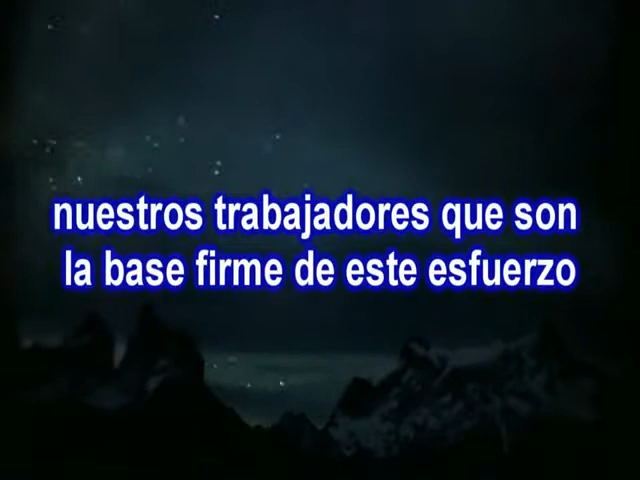 nuestros trabajadores que son
la base firme de este esfuerzo